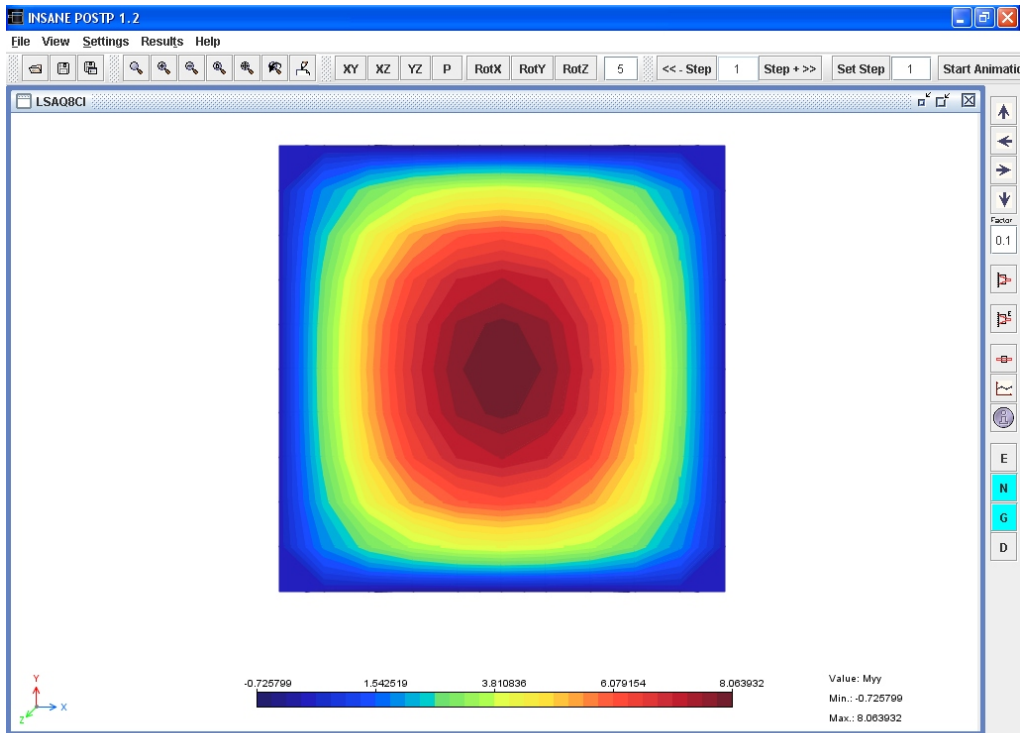 INSANE POSTP 1.2
File View Settings Results Help
XY XZ YZ P RotX RotY RotZ 5 << - Step 1 Step + >> Set Step 1 Start Animatio
LSAQ8CI
Factor
0.1
E
E
N
G
D
Y
X
Z
-0.725799 1.542519 3.810836 6.079154 8.063932
Value: Myy
Min.: -0.725799
Max.: 8.063932